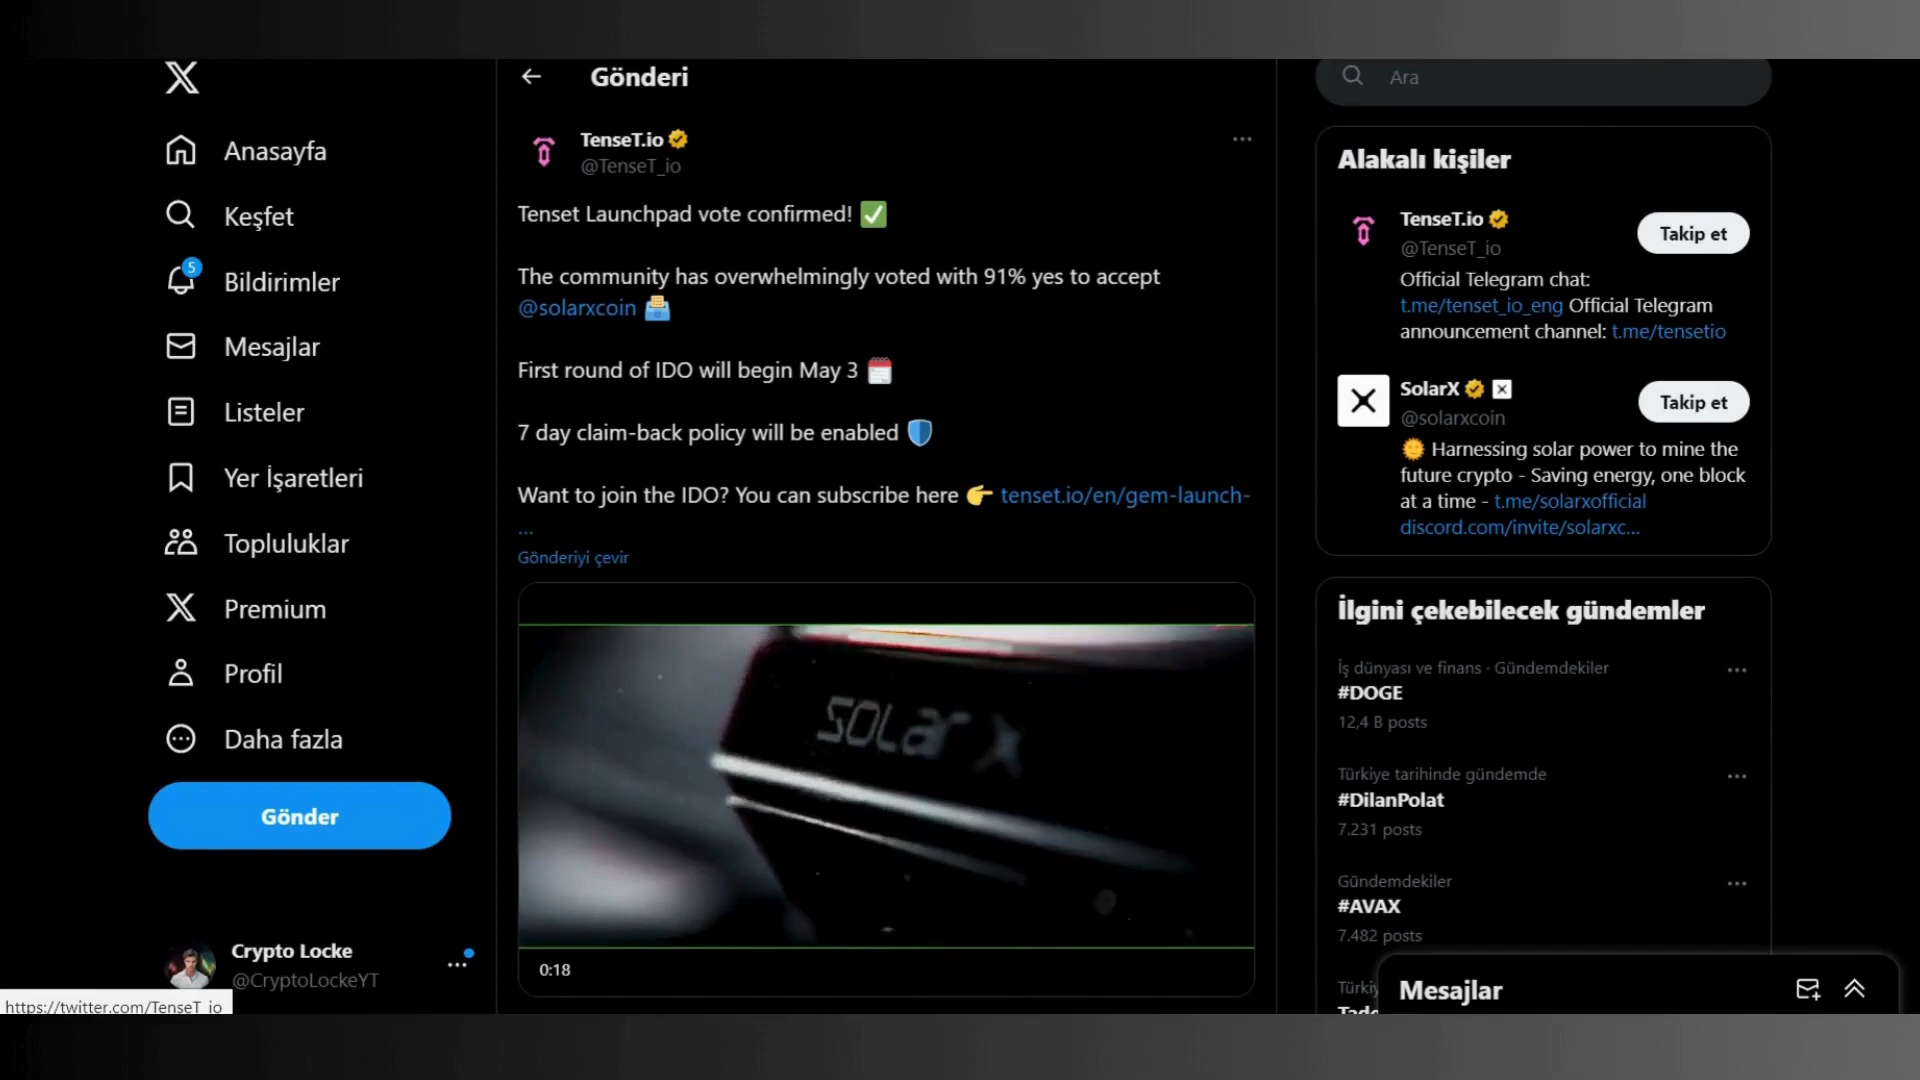 Anasayfa
Keşfet
5
Bildirimler
Mesajlar
Listeler
Yer İşaretleri
Topluluklar
Premium
Profil
Daha fazla
Gönder
Crypto Locke
@CryptoLockeYT
https://twitter.com/TenseT_io
Gönderi
TenseT.io
@TenseT_io
Tenset Launchpad vote confirmed! ✅
The community has overwhelmingly voted with 91% yes to accept
@solarxcoin 🗳️
First round of IDO will begin May 3 🗓️
7 day claim-back policy will be enabled 🛡️
Want to join the IDO? You can subscribe here 👉 tenset.io/en/gem-launch-
...
Gönderiyi çevir
SOLAR X
0:18
Ara
Alakalı kişiler
TenseT.io
@TenseT_io
Takip et
Official Telegram chat:
t.me/tenset_io_eng Official Telegram
announcement channel: t.me/tensetio
SolarX
@solarxcoin
Takip et
🌞 Harnessing solar power to mine the
future crypto - Saving energy, one block
at a time - t.me/solarxofficial
discord.com/invite/solarxc...
İlgini çekebilecek gündemler
İş dünyası ve finans · Gündemdekiler
#DOGE
12,4 B posts
Türkiye tarihinde gündemde
#DilanPolat
7.231 posts
Gündemdekiler
#AVAX
7.482 posts
Mesajlar